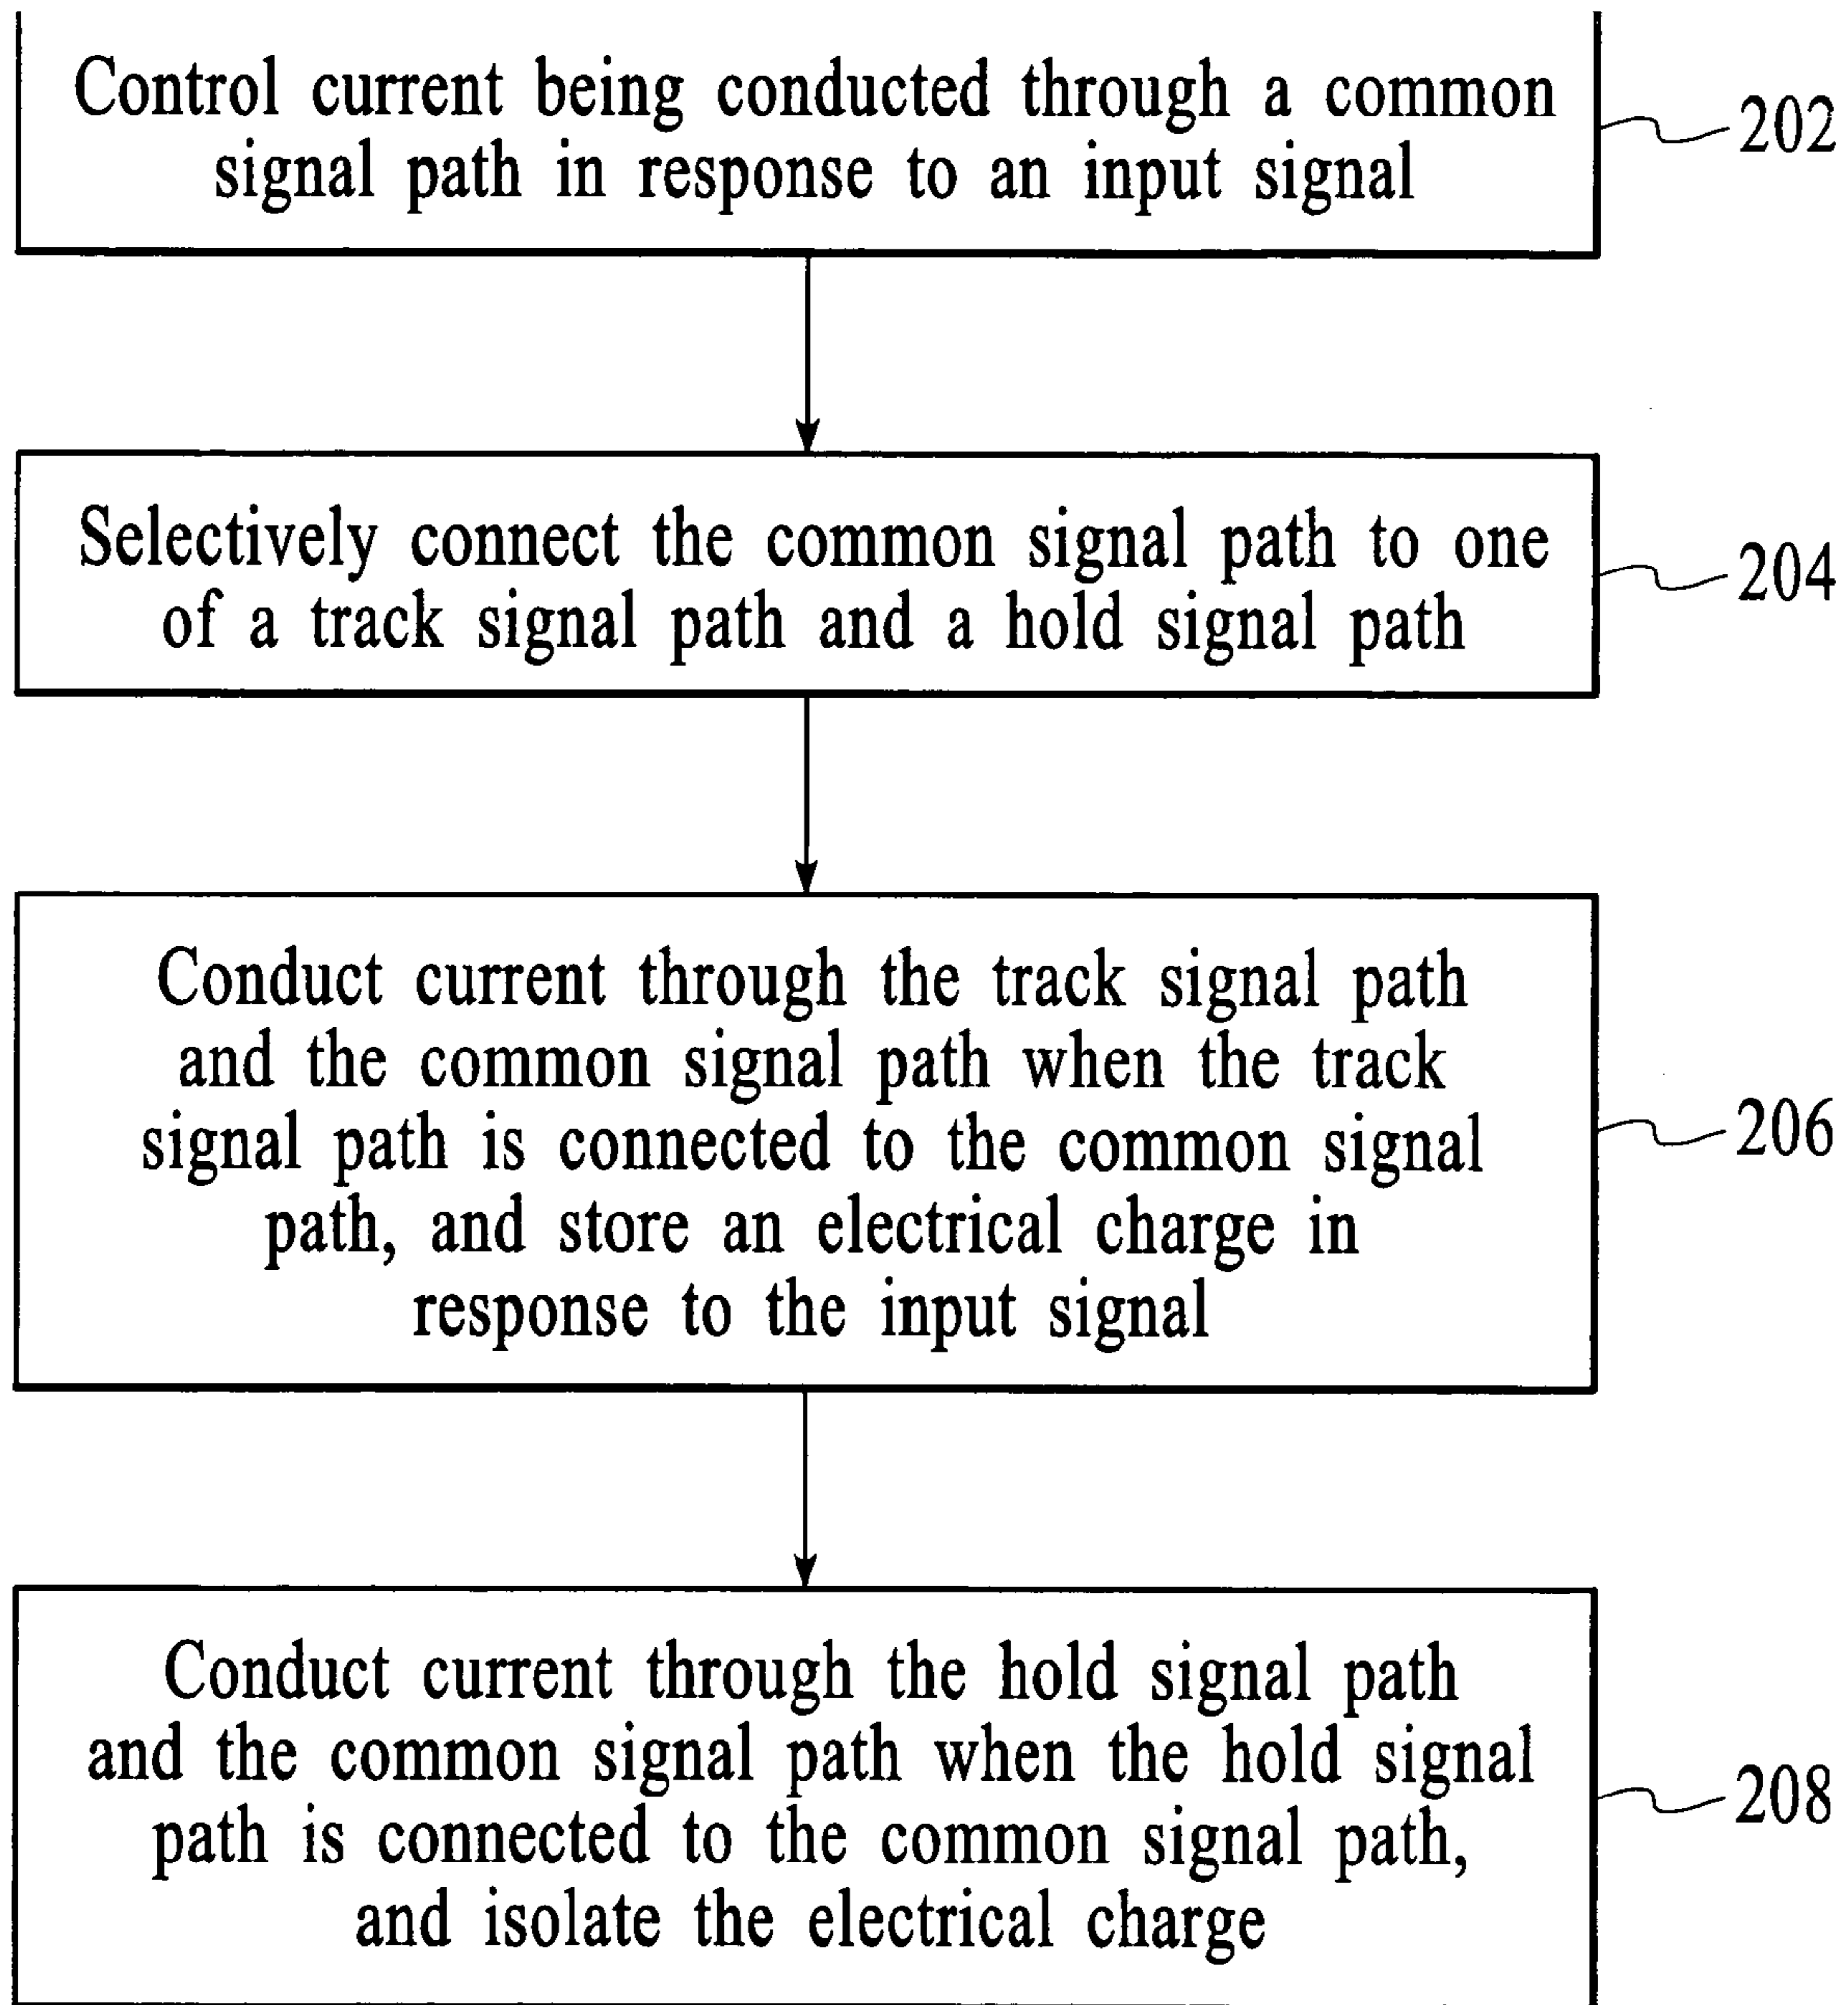 Control current being conducted through a common
signal path in response to an input signal
202
Selectively connect the common signal path to one
of a track signal path and a hold signal path
204
Conduct current through the track signal path
and the common signal path when the track
signal path is connected to the common signal
path, and store an electrical charge in
response to the input signal
206
Conduct current through the hold signal path
and the common signal path when the hold signal
path is connected to the common signal path,
and isolate the electrical charge
208